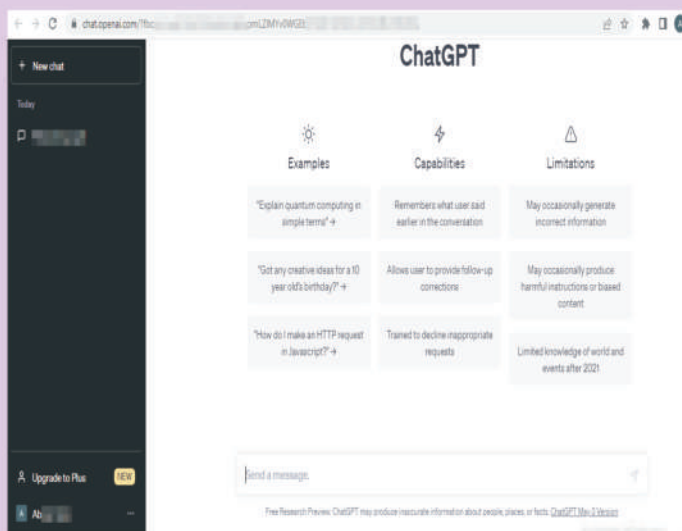 chat.openai.com/?fbc
pmLZIMYv0WGEt
+ New chat
Today
Upgrade to Plus
NEW
Ab
ChatGPT
Examples
"Explain quantum computing in
simple terms" →
"Got any creative ideas for a 10
year old's birthday?" →
"How do I make an HTTP request
in Javascript?" →
Capabilities
Remembers what user said
earlier in the conversation
Allows user to provide follow-up
corrections
Trained to decline inappropriate
requests
Limitations
May occasionally generate
incorrect information
May occasionally produce
harmful instructions or biased
content
Limited knowledge of world and
events after 2021
Send a message.
Free Research Preview. ChatGPT may produce inaccurate information about people, places, or facts. ChatGPT May 3 Version